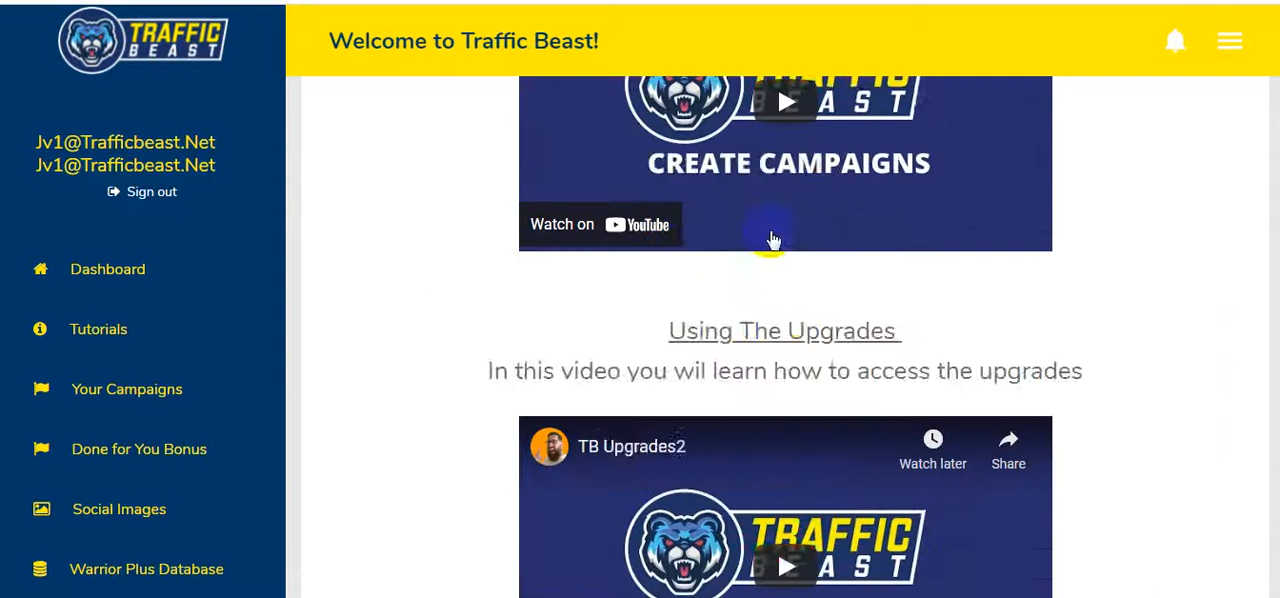 TRAFFIC
BEAST
Welcome to Traffic Beast!
Jv1@Trafficbeast.Net
Jv1@Trafficbeast.Net
Sign out
Dashboard
Tutorials
Your Campaigns
Done for You Bonus
Social Images
Warrior Plus Database
TRAFFIC
BEAST
CREATE CAMPAIGNS
Watch on YouTube
Using The Upgrades
In this video you wil learn how to access the upgrades
TB Upgrades2
Watch later
Share
TRAFFIC
BEAST